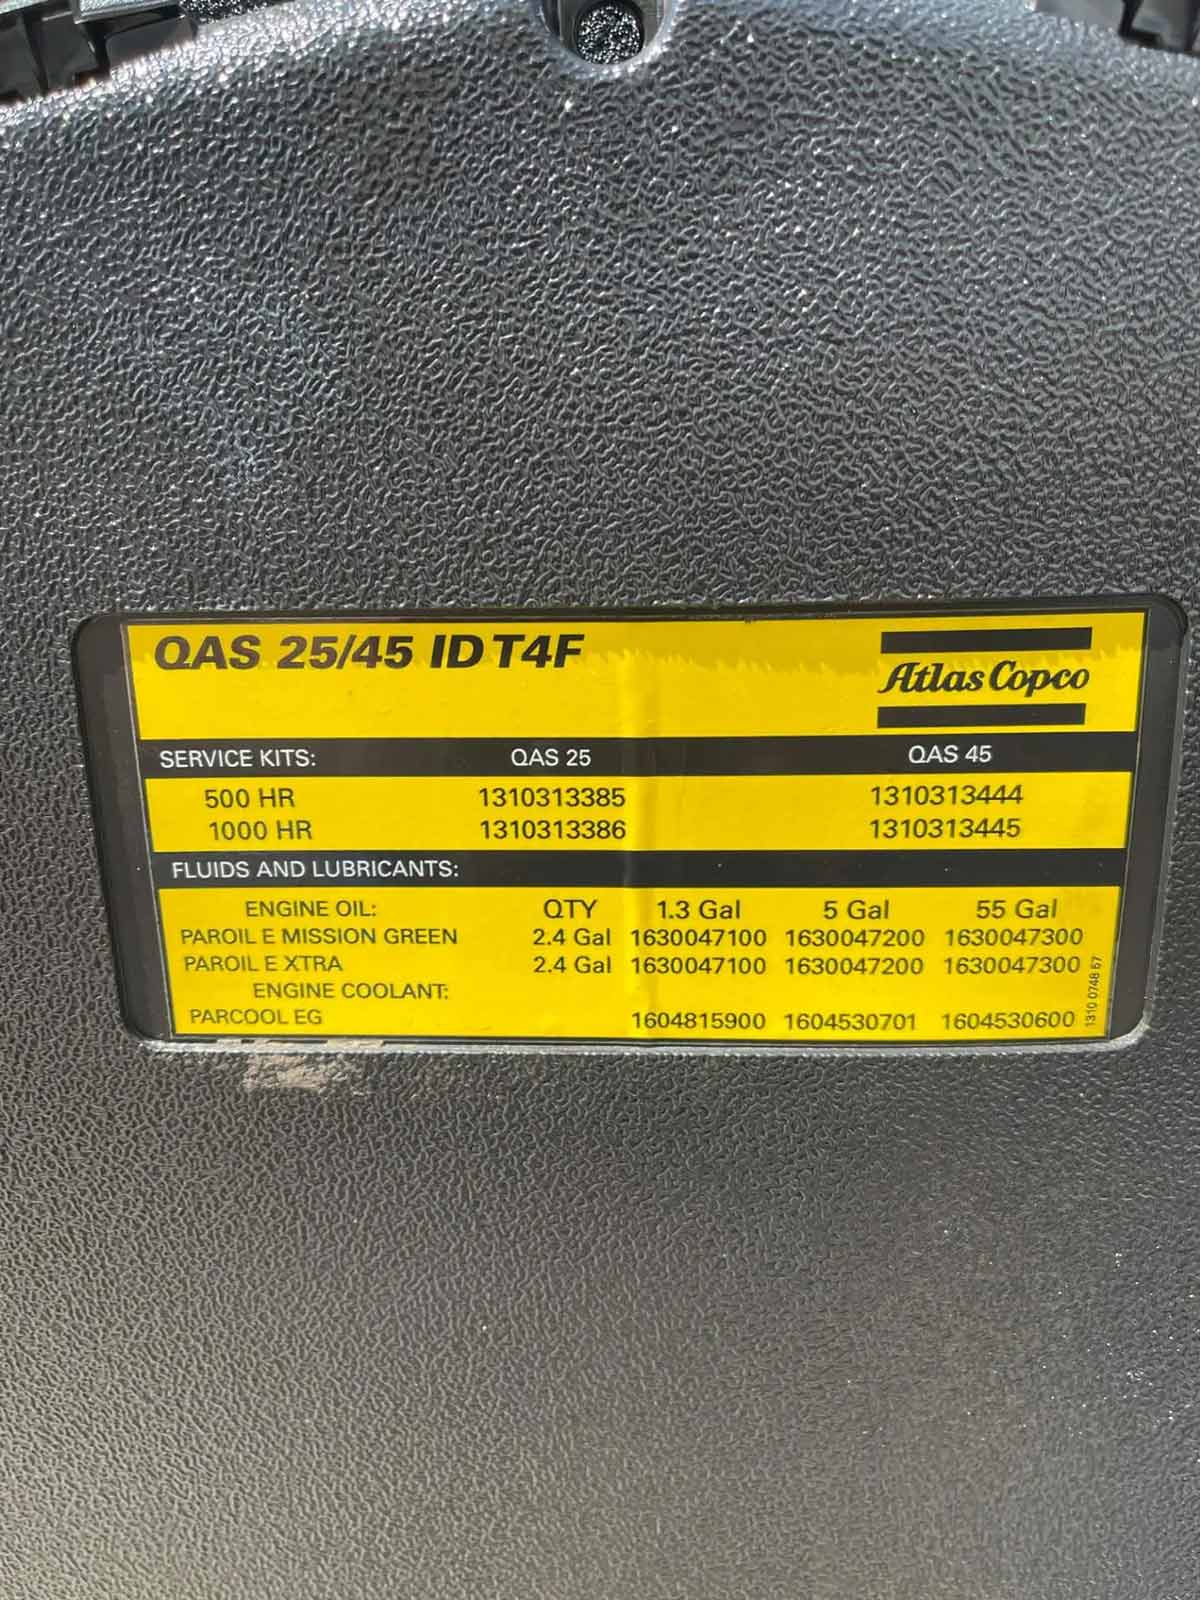 QAS 25/45 ID T4F
Atlas Copco
SERVICE KITS: QAS 25 QAS 45
500 HR 1310313385 1310313444
1000 HR 1310313386 1310313445
FLUIDS AND LUBRICANTS:
ENGINE OIL: QTY 1.3 Gal 5 Gal 55 Gal
PAROIL E MISSION GREEN 2.4 Gal 1630047100 1630047200 1630047300
PAROIL E XTRA 2.4 Gal 1630047100 1630047200 1630047300
ENGINE COOLANT:
PARCOOL EG 1604815900 1604530701 1604530600
1310 0748 67